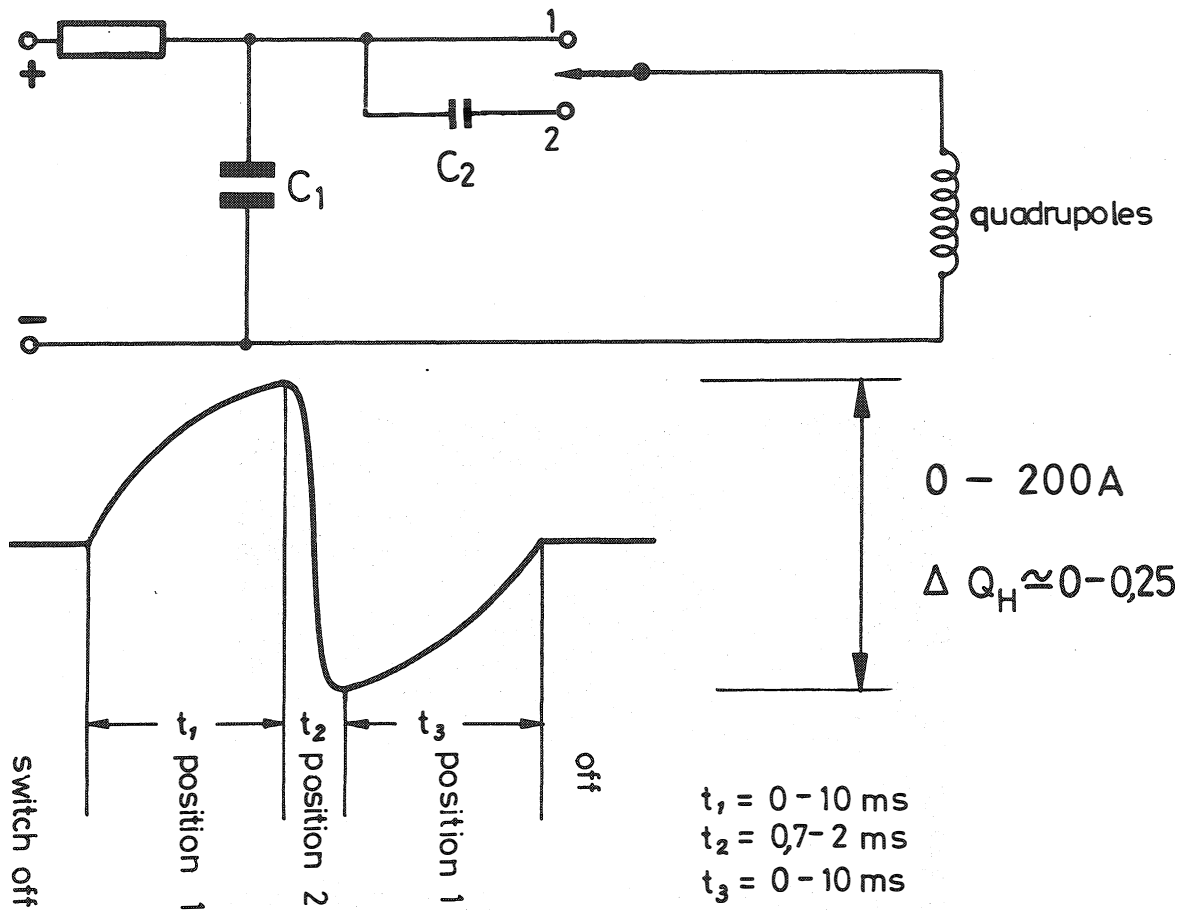 1
+
2
C₁
C₂
quadrupoles
−
0 − 200A
Δ Q_H ≃ 0−0,25
t₁
t₂
t₃
switch off
position 1
position 2
position 1
off
t₁ = 0−10 ms
t₂ = 0,7−2 ms
t₃ = 0−10 ms